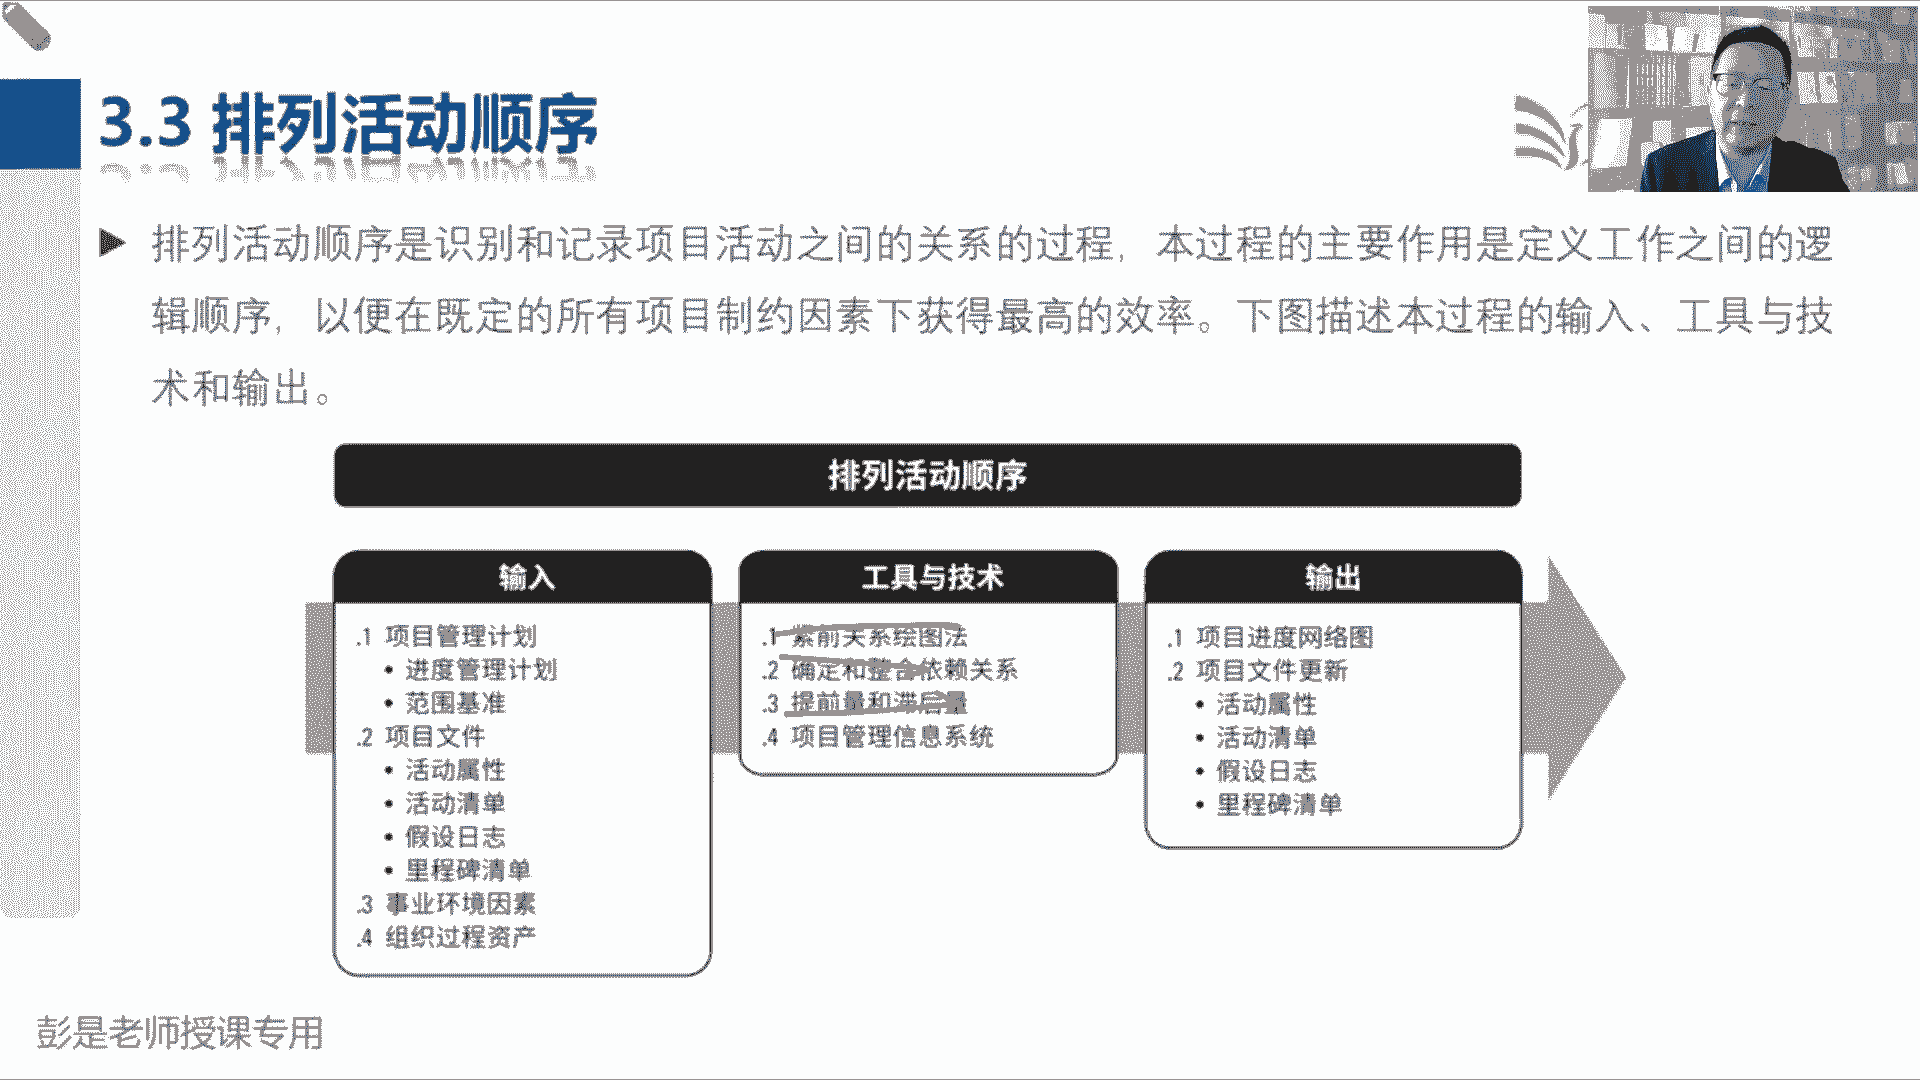 3.3 排列活动顺序
排列活动顺序是识别和记录项目活动之间的关系的过程，本过程的主要作用是定义工作之间的逻
辑顺序，以便在既定的所有项目制约因素下获得最高的效率。下图描述本过程的输入、工具与技
术和输出。
排列活动顺序
输入
.1 项目管理计划
• 进度管理计划
• 范围基准
.2 项目文件
• 活动属性
• 活动清单
• 假设日志
• 里程碑清单
.3 事业环境因素
.4 组织过程资产
工具与技术
.1 紧前关系绘图法
.2 确定和整合依赖关系
.3 提前量和滞后量
.4 项目管理信息系统
输出
.1 项目进度网络图
.2 项目文件更新
• 活动属性
• 活动清单
• 假设日志
• 里程碑清单
彭是老师授课专用